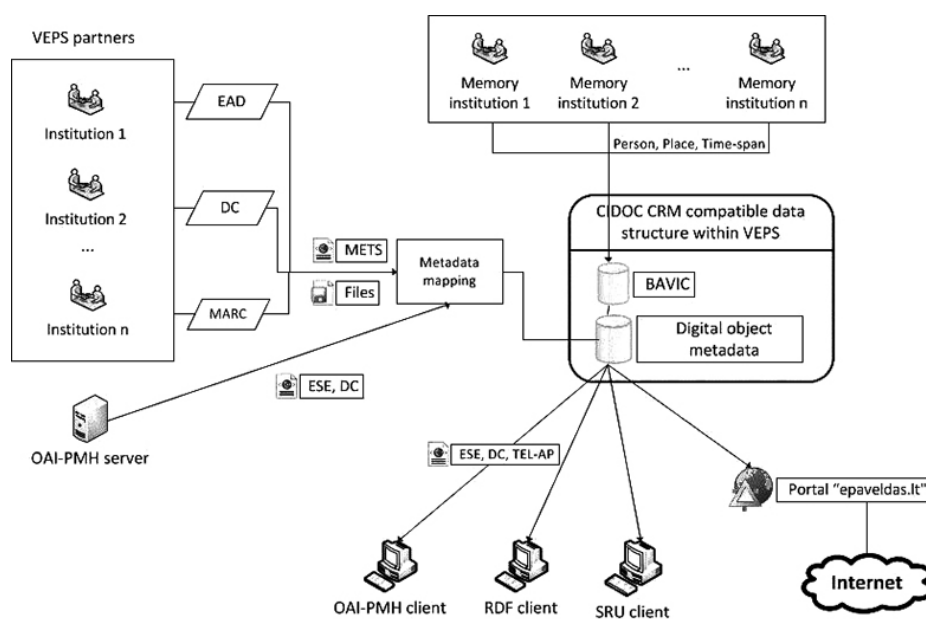 VEPS partners
Institution 1
Institution 2
...
Institution n
EAD
DC
MARC
METS
Files
Metadata
mapping
Memory
institution 1
Memory
institution 2
...
Memory
institution n
Person, Place, Time-span
CIDOC CRM compatible data
structure within VEPS
BAVIC
Digital object
metadata
ESE, DC
OAI-PMH server
ESE, DC, TEL-AP
Portal "epaveldas.lt"
OAI-PMH client
RDF client
SRU client
Internet